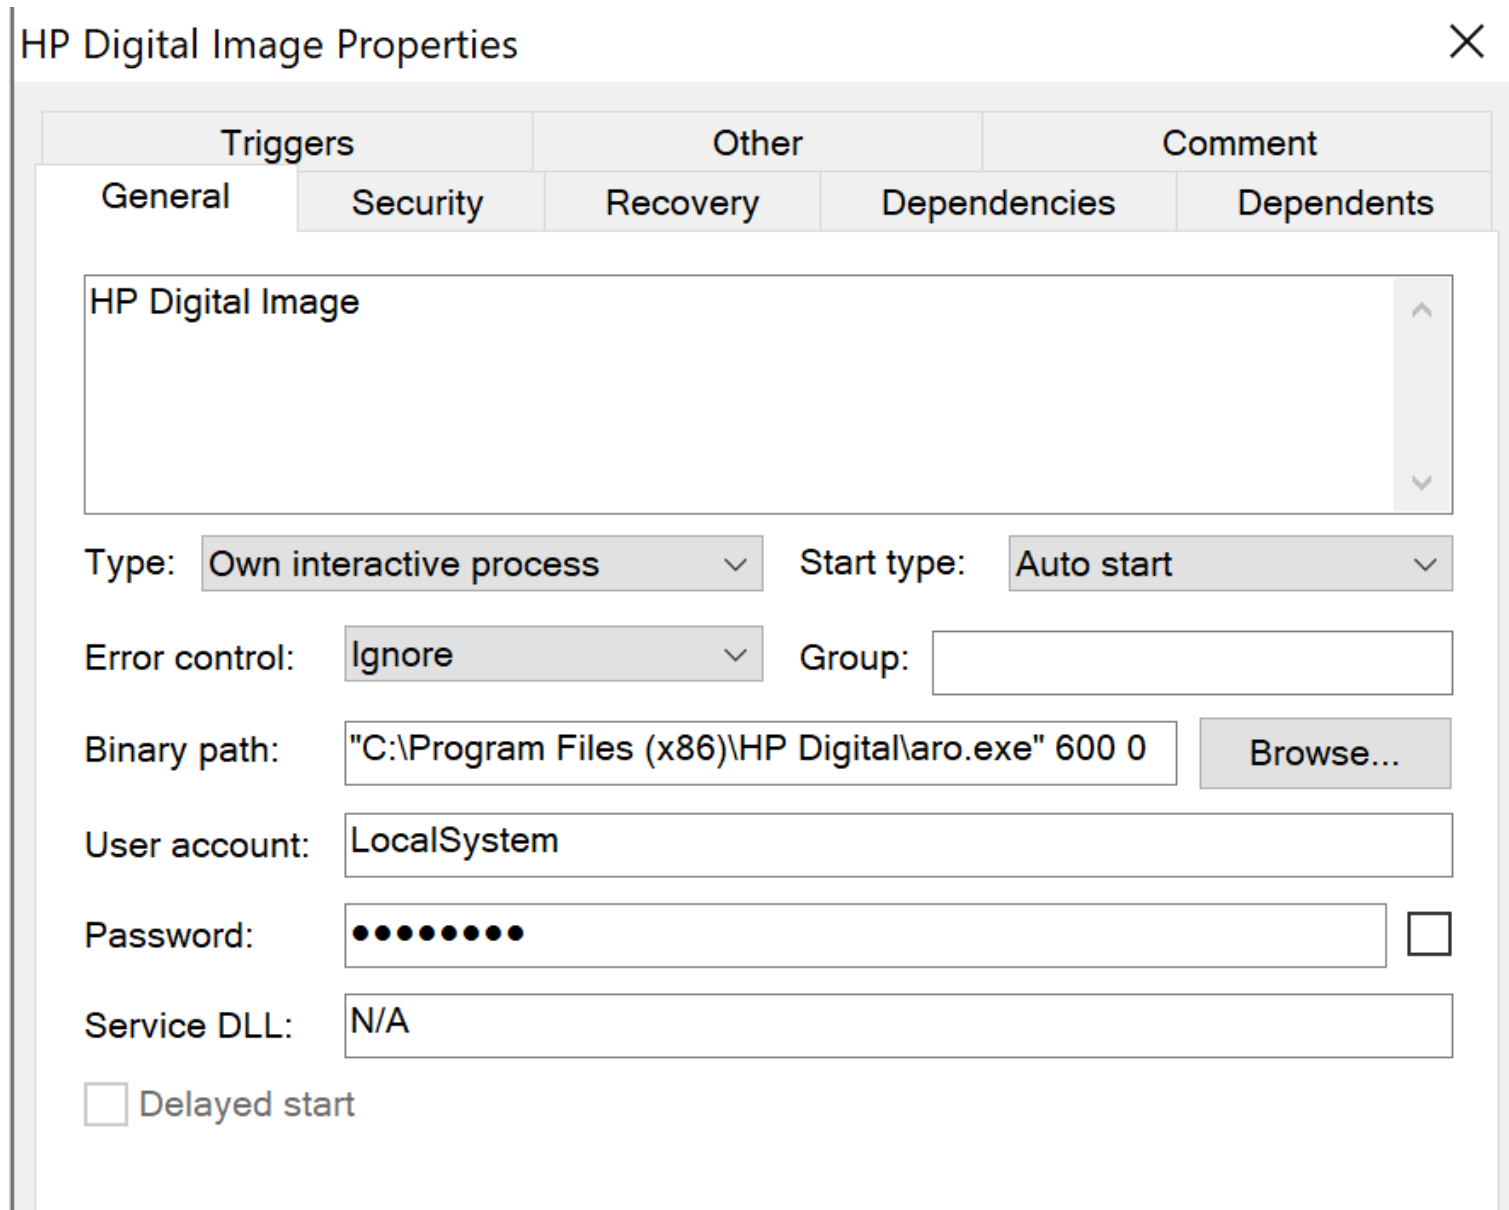 HP Digital Image Properties
Triggers Other Comment
General Security Recovery Dependencies Dependents
HP Digital Image
Type: Own interactive process Start type: Auto start
Error control: Ignore Group:
Binary path: "C:\Program Files (x86)\HP Digital\aro.exe" 600 0 Browse...
User account: LocalSystem
Password: ●●●●●●●●
Service DLL: N/A
Delayed start